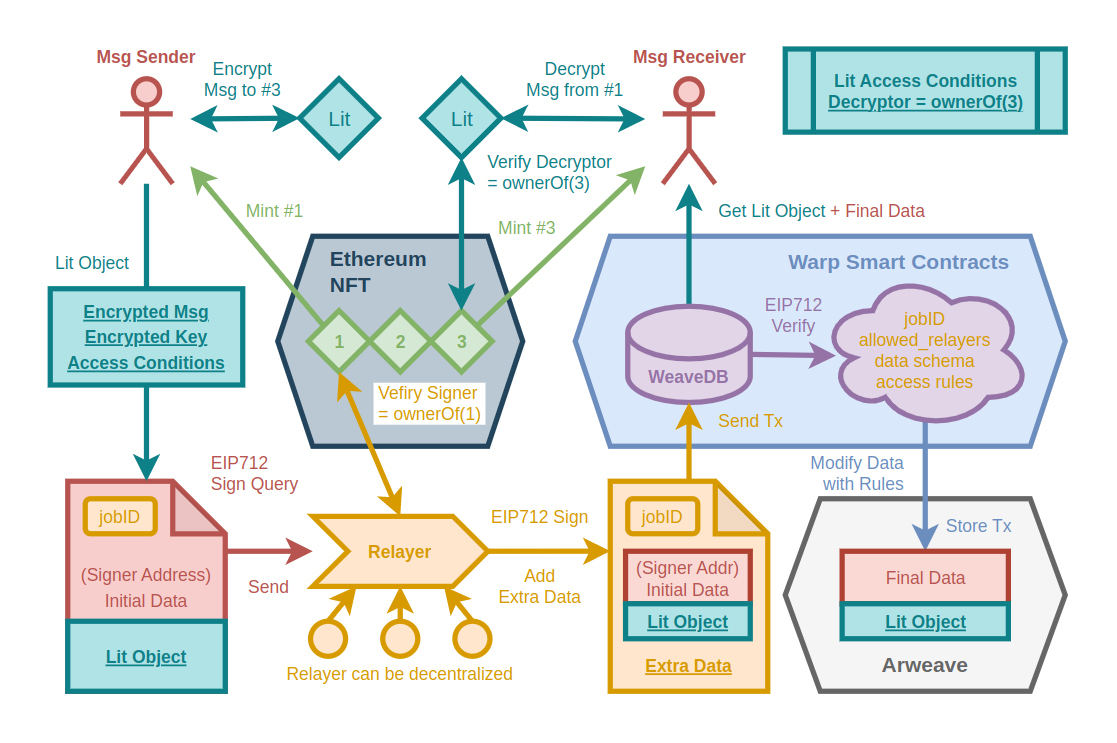 Msg Sender
Encrypt
Msg to #3
Lit
Lit
Decrypt
Msg from #1
Msg Receiver
Lit Access Conditions
Decryptor = ownerOf(3)
Verify Decryptor
= ownerOf(3)
Mint #1
Mint #3
Get Lit Object + Final Data
Lit Object
Encrypted Msg
Encrypted Key
Access Conditions
Ethereum
NFT
1
2
3
Vefiry Signer
= ownerOf(1)
Warp Smart Contracts
WeaveDB
EIP712
Verify
jobID
allowed_relayers
data schema
access rules
Send Tx
EIP712
Sign Query
Modify Data
with Rules
jobID
(Signer Address)
Initial Data
Lit Object
Send
Relayer
Relayer can be decentralized
EIP712 Sign
Add
Extra Data
jobID
(Signer Addr)
Initial Data
Lit Object
Extra Data
Store Tx
Final Data
Lit Object
Arweave